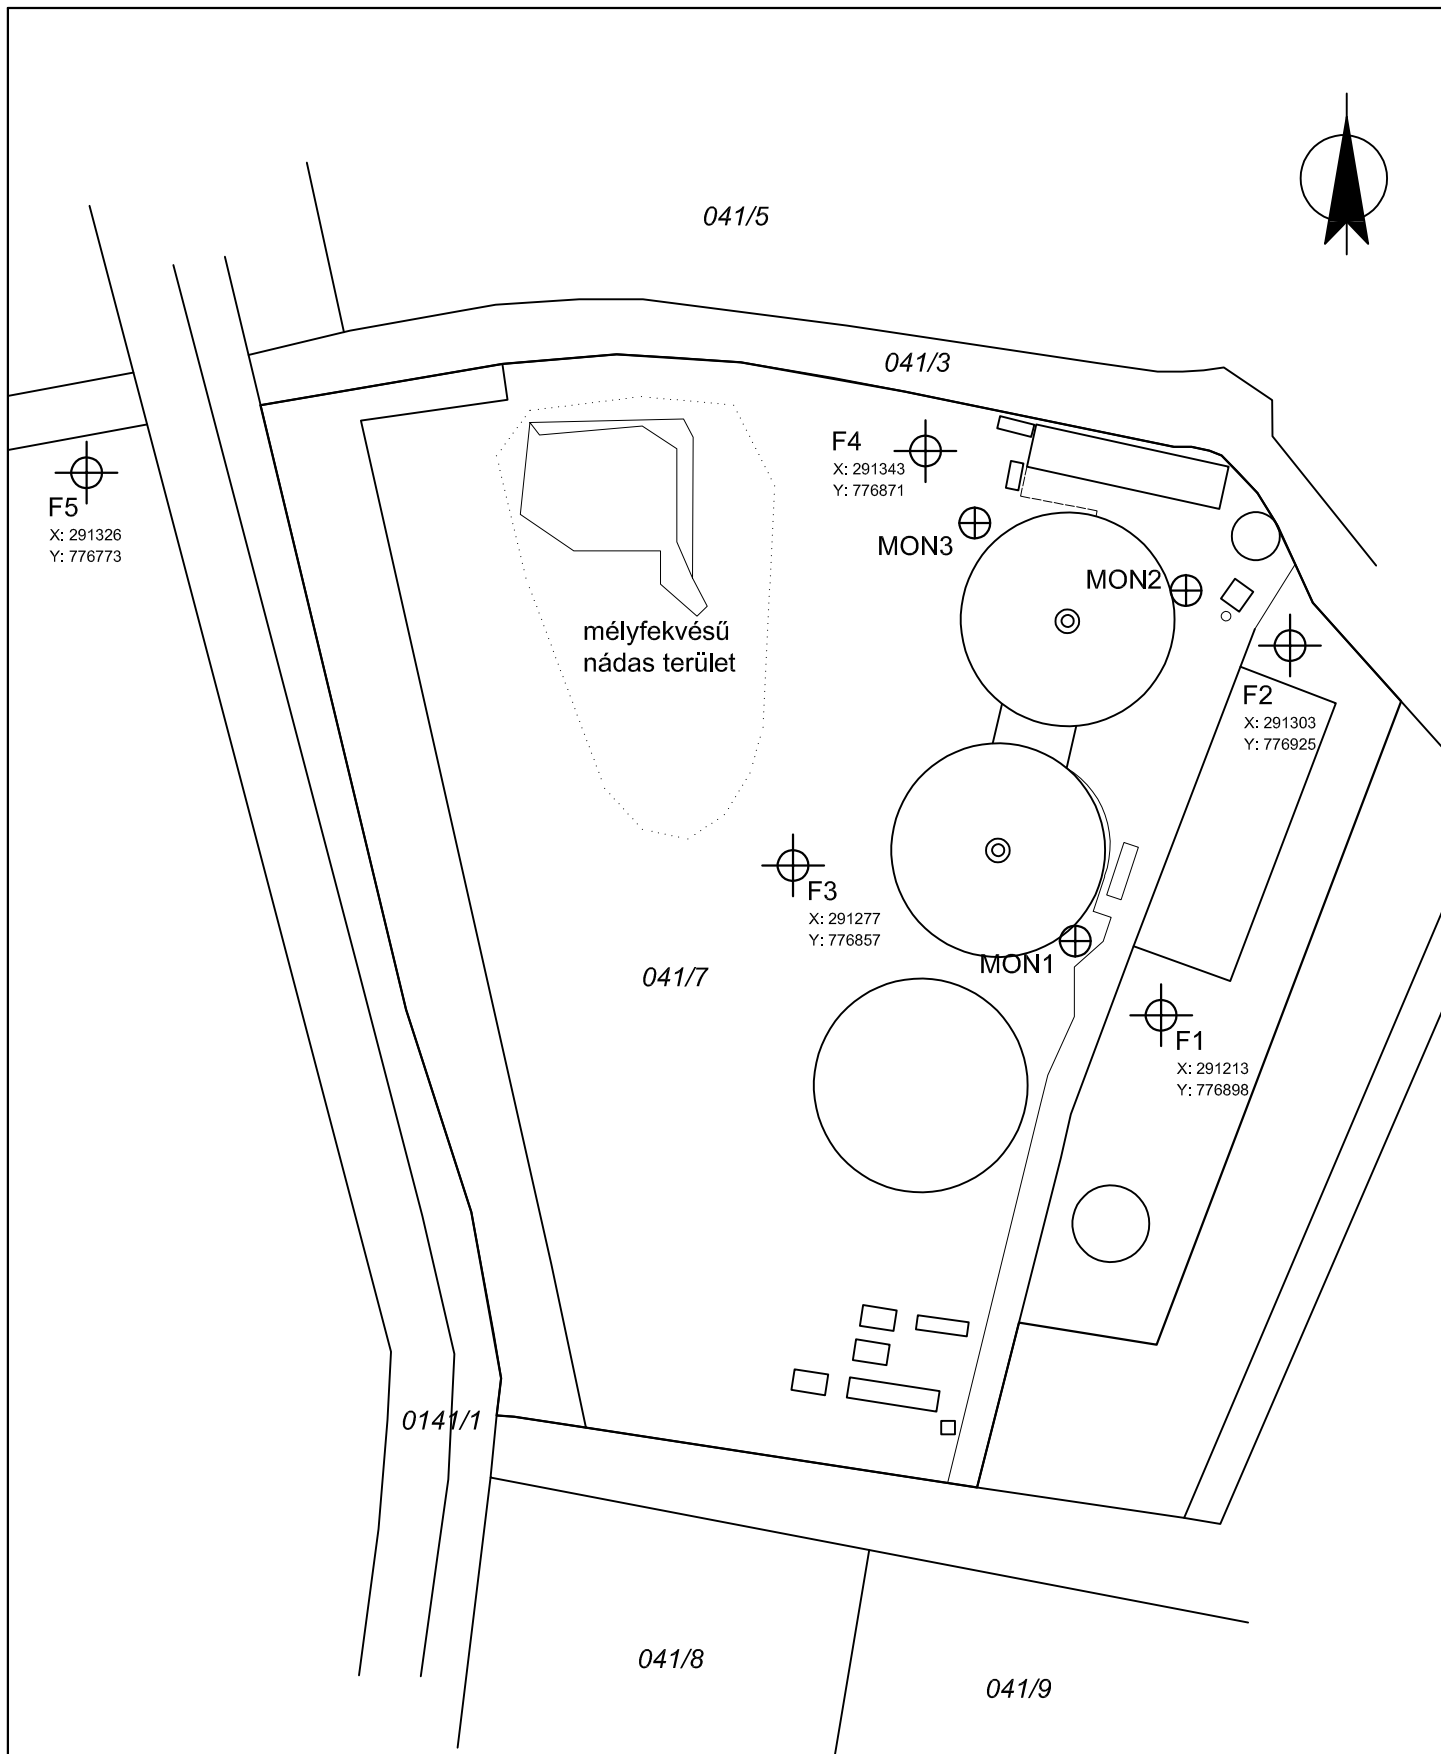 041/5
041/3
F4
X: 291343
Y: 776871
F5
X: 291326
Y: 776773
MON3
MON2
mélyfekvésű
nádas terület
F2
X: 291303
Y: 776925
F3
X: 291277
Y: 776857
MON1
041/7
F1
X: 291213
Y: 776898
0141/1
041/8
041/9